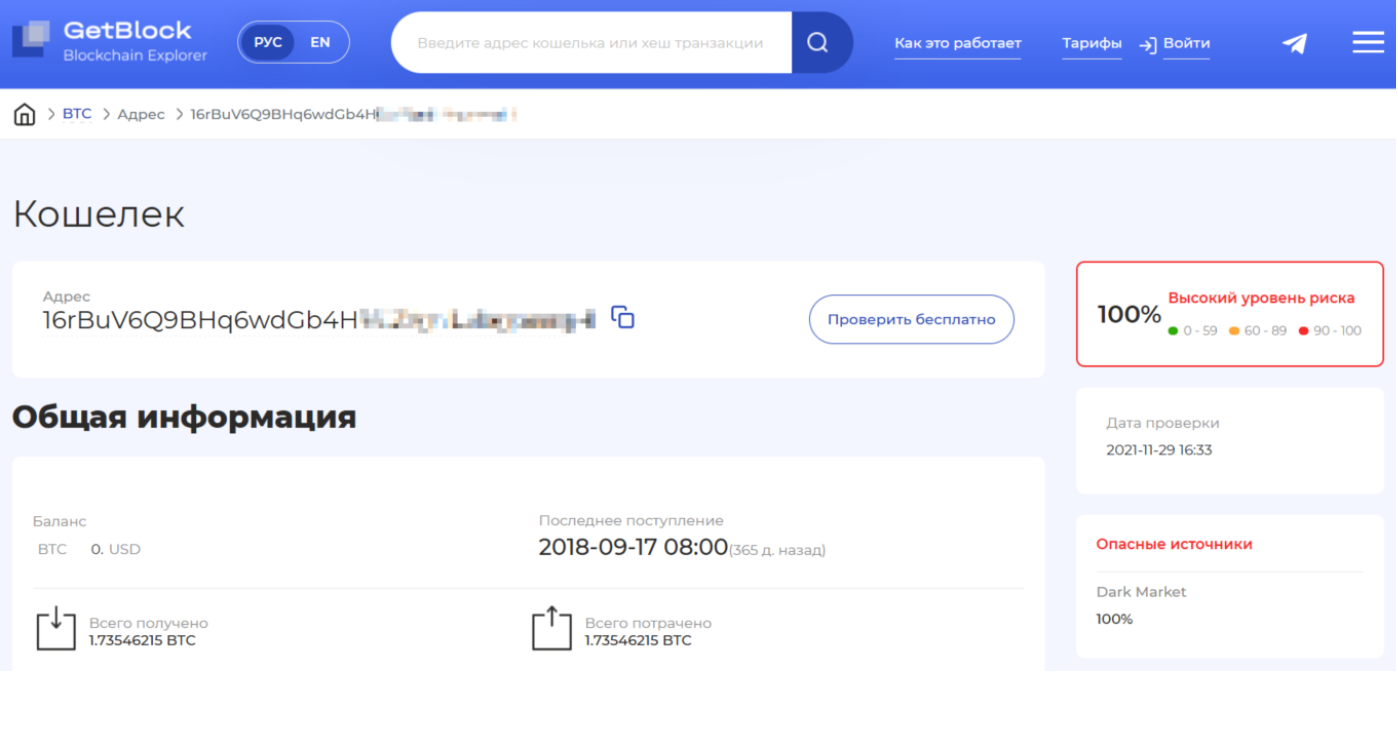 GetBlock
Blockchain Explorer
РУС EN
Введите адрес кошелька или хеш транзакции
Как это работает
Тарифы
Войти
BTC > Адрес > 16rBuV6Q9BHq6wdGb4H
Кошелек
Адрес
16rBuV6Q9BHq6wdGb4H
Проверить бесплатно
100% Высокий уровень риска
0 - 59 60 - 89 90 - 100
Общая информация
Дата проверки
2021-11-29 16:33
Баланс
BTC 0. USD
Последнее поступление
2018-09-17 08:00 (365 д. назад)
Опасные источники
Dark Market
100%
Всего получено
1.73546215 BTC
Всего потрачено
1.73546215 BTC